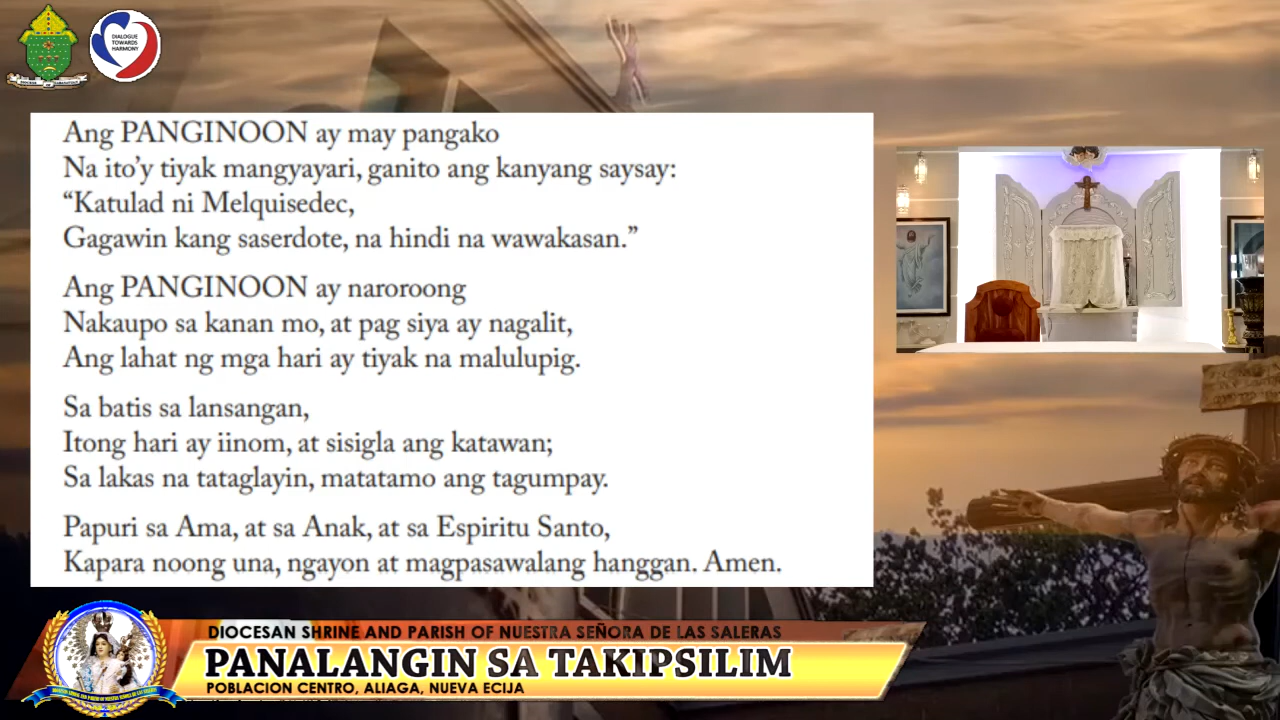 DIALOGUE
TOWARDS
HARMONY
Ang PANGINOON ay may pangako
Na ito’y tiyak mangyayari, ganito ang kanyang saysay:
“Katulad ni Melquisedec,
Gagawin kang saserdote, na hindi na wawakasan.”
Ang PANGINOON ay naroroong
Nakaupo sa kanan mo, at pag siya ay nagalit,
Ang lahat ng mga hari ay tiyak na malulupig.
Sa batis sa lansangan,
Itong hari ay iinom, at sisigla ang katawan;
Sa lakas na tataglayin, matatamo ang tagumpay.
Papuri sa Ama, at sa Anak, at sa Espiritu Santo,
Kapara noong una, ngayon at magpasawalang hanggan. Amen.
DIOCESAN SHRINE AND PARISH OF NUESTRA SEÑORA DE LAS SALERAS
PANALANGIN SA TAKIPSILIM
POBLACION CENTRO, ALIAGA, NUEVA ECIJA